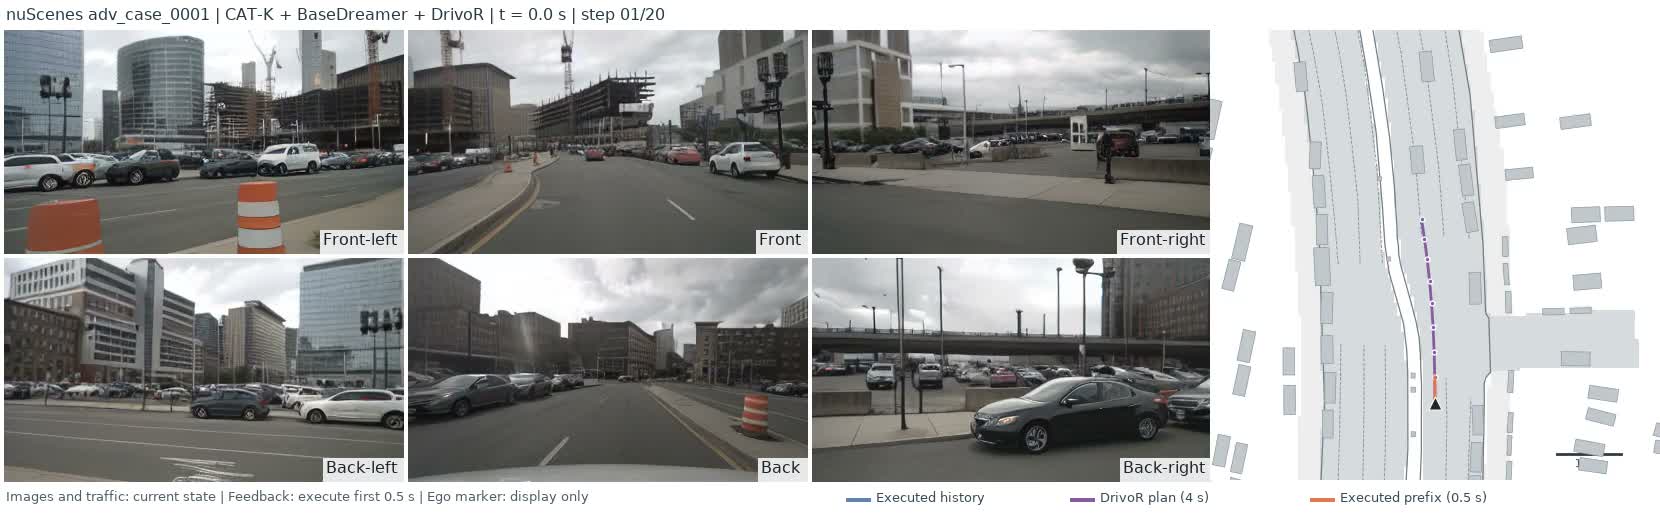 nuScenes adv_case_0001 | CAT-K + BaseDreamer + DrivoR | t = 0.0 s | step 01/20
Front-left
Front
Front-right
Back-left
Back
Back-right
Images and traffic: current state | Feedback: execute first 0.5 s | Ego marker: display only
Executed history
DrivoR plan (4 s)
Executed prefix (0.5 s)